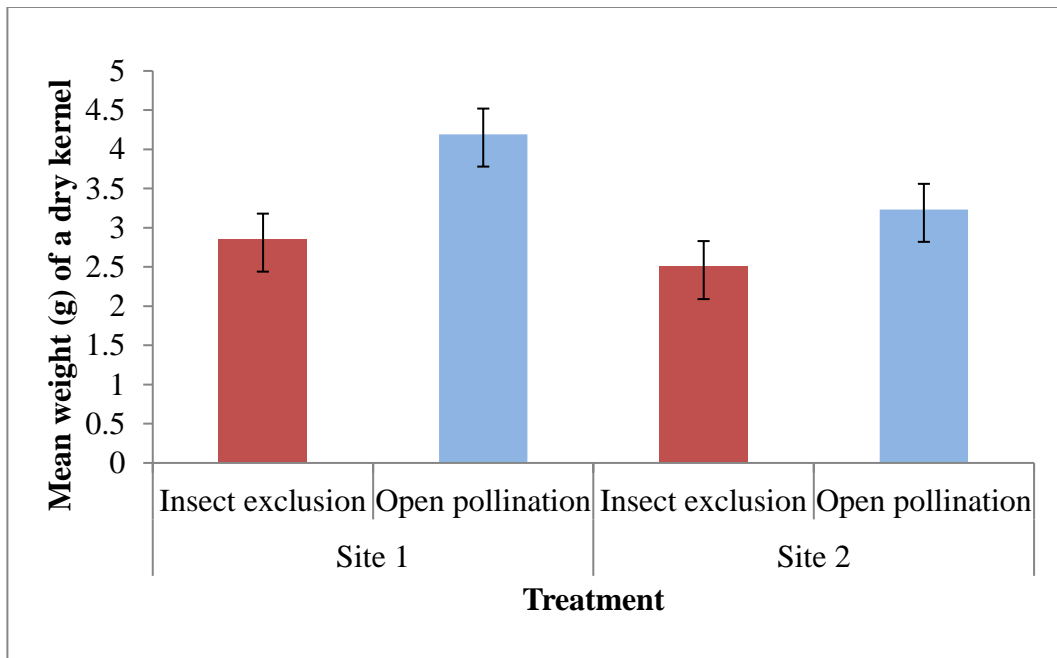 Mean weight (g) of a dry kernel
5
4.5
4
3.5
3
2.5
2
1.5
1
0.5
0
Insect exclusion Open pollination Insect exclusion Open pollination
Site 1 Site 2
Treatment